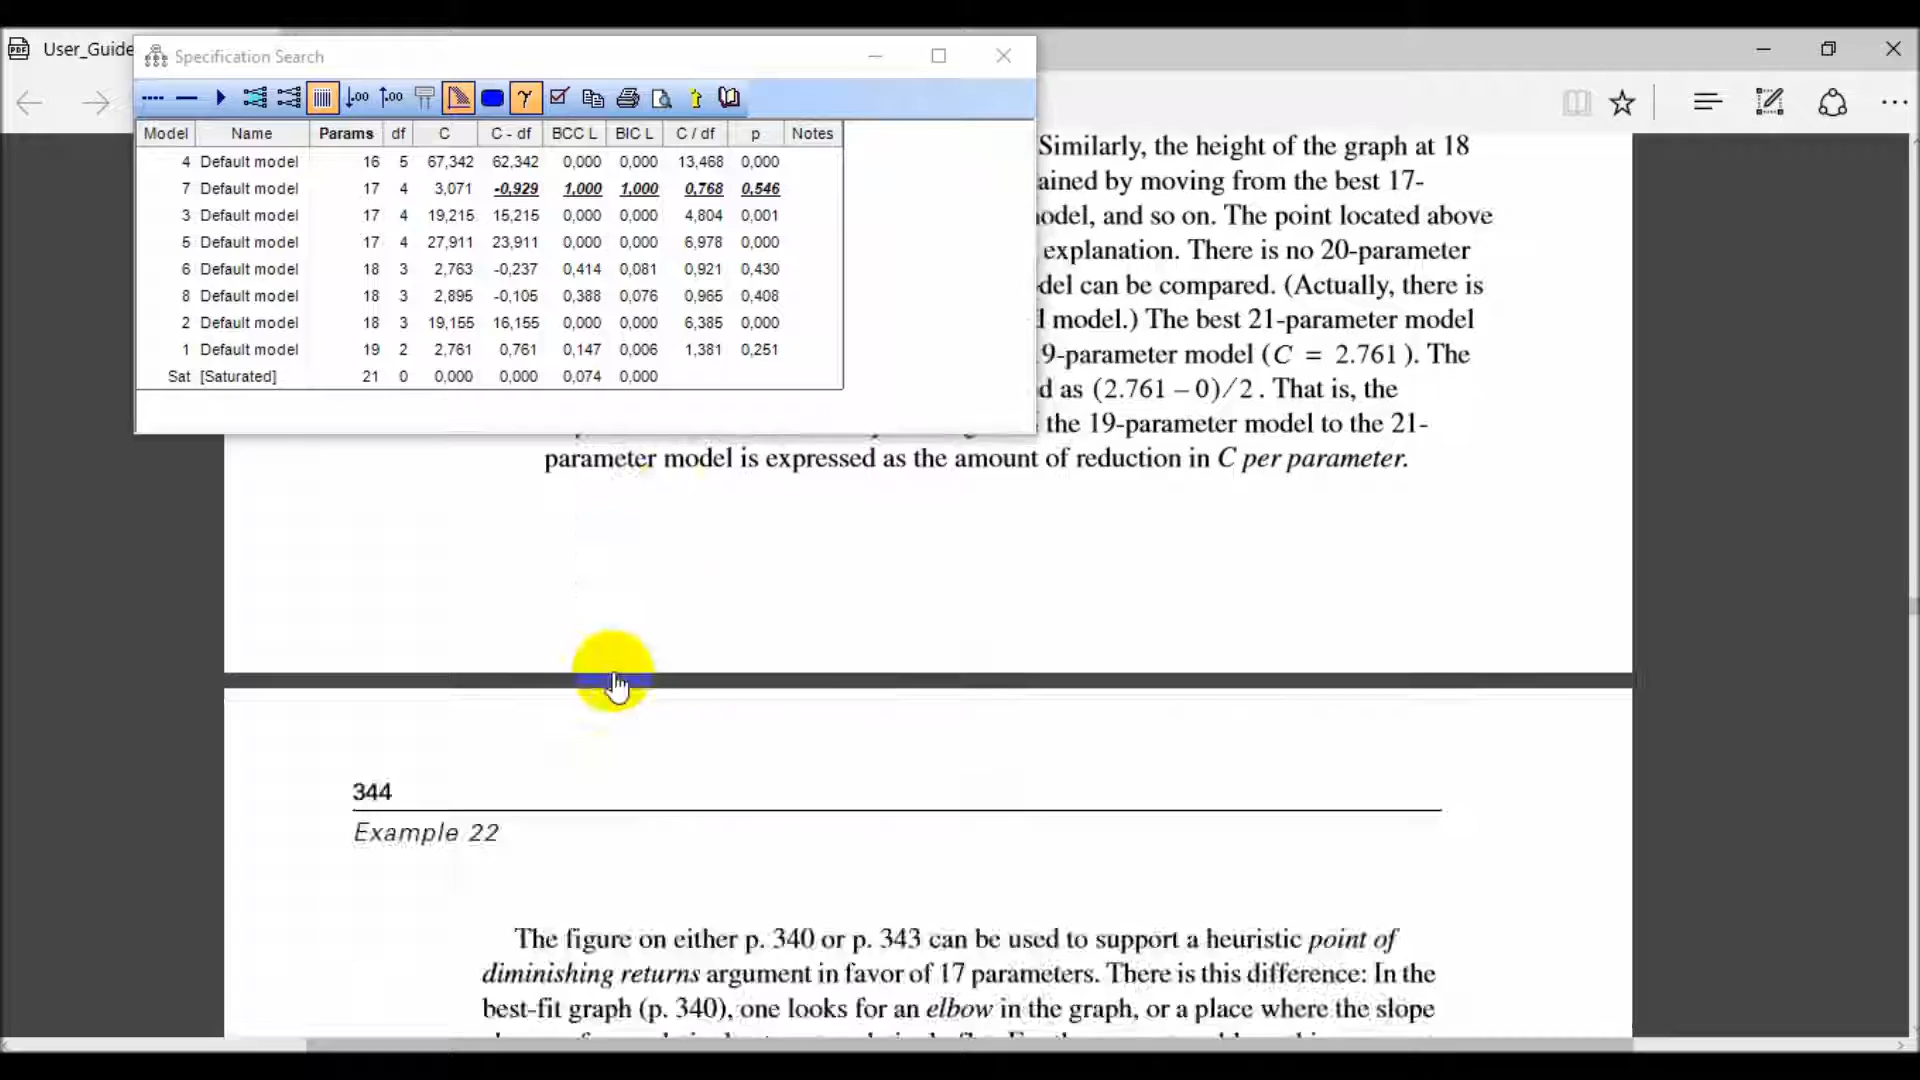 User_Guide
Specification Search
.00 .00
Model Name Params df C C - df BCC L BIC L C / df p Notes
4 Default model 16 5 67,342 62,342 0,000 0,000 13,468 0,000
7 Default model 17 4 3,071 -0,929 1,000 1,000 0,768 0,546
3 Default model 17 4 19,215 15,215 0,000 0,000 4,804 0,001
5 Default model 17 4 27,911 23,911 0,000 0,000 6,978 0,000
6 Default model 18 3 2,763 -0,237 0,414 0,081 0,921 0,430
8 Default model 18 3 2,895 -0,105 0,388 0,076 0,965 0,408
2 Default model 18 3 19,155 16,155 0,000 0,000 6,385 0,000
1 Default model 19 2 2,761 0,761 0,147 0,006 1,381 0,251
Sat [Saturated] 21 0 0,000 0,000 0,074 0,000
Similarly, the height of the graph at 18
ained by moving from the best 17-
odel, and so on. The point located above
explanation. There is no 20-parameter
del can be compared. (Actually, there is
l model.) The best 21-parameter model
9-parameter model (C = 2.761). The
d as (2.761 – 0)/2. That is, the
the 19-parameter model to the 21-
parameter model is expressed as the amount of reduction in C per parameter.
344
Example 22
The figure on either p. 340 or p. 343 can be used to support a heuristic point of
diminishing returns argument in favor of 17 parameters. There is this difference: In the
best-fit graph (p. 340), one looks for an elbow in the graph, or a place where the slope